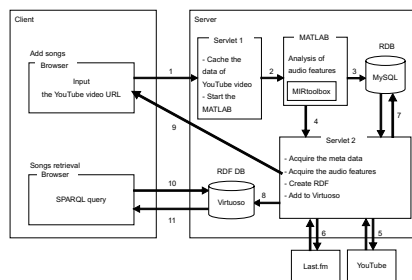 Client
Server
Add songs
Browser
Input
the YouTube video URL
1
Servlet 1
- Cache the
data of
YouTube video
- Start the
MATLAB
2
MATLAB
Analysis of
audio features
MIRtoolbox
3
RDB
MySQL
4
7
9
Servlet 2
- Acquire the meta data
- Acquire the audio features
- Create RDF
- Add to Virtuoso
Songs retrieval
Browser
SPARQL query
10
11
RDF DB
Virtuoso
8
6
5
Last.fm
YouTube